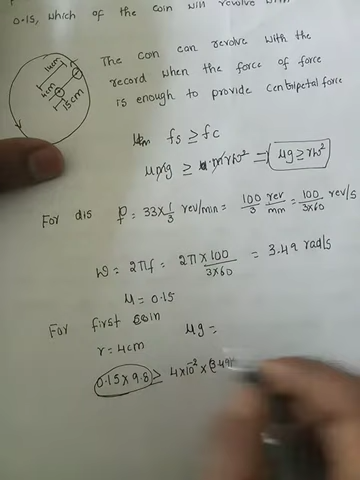 0.15, which of the coin will revolve with
The coin can revolve with the
record when the force of force
is enough to provide centripetal force
14cm
4cm
15cm
fs ≥ fc
μmg ≥ mrω² ⇒ μg ≥ rω²
For dis f = 33×1/3 rev/min = 100/3 rev/min = 100/3×60 rev/s
ω = 2πf = 2π×100/3×60 = 3.49 rad/s
μ = 0.15
For first coin μg =
r = 4cm
0.15×9.8 ≥ 4×10⁻²×(3.49)